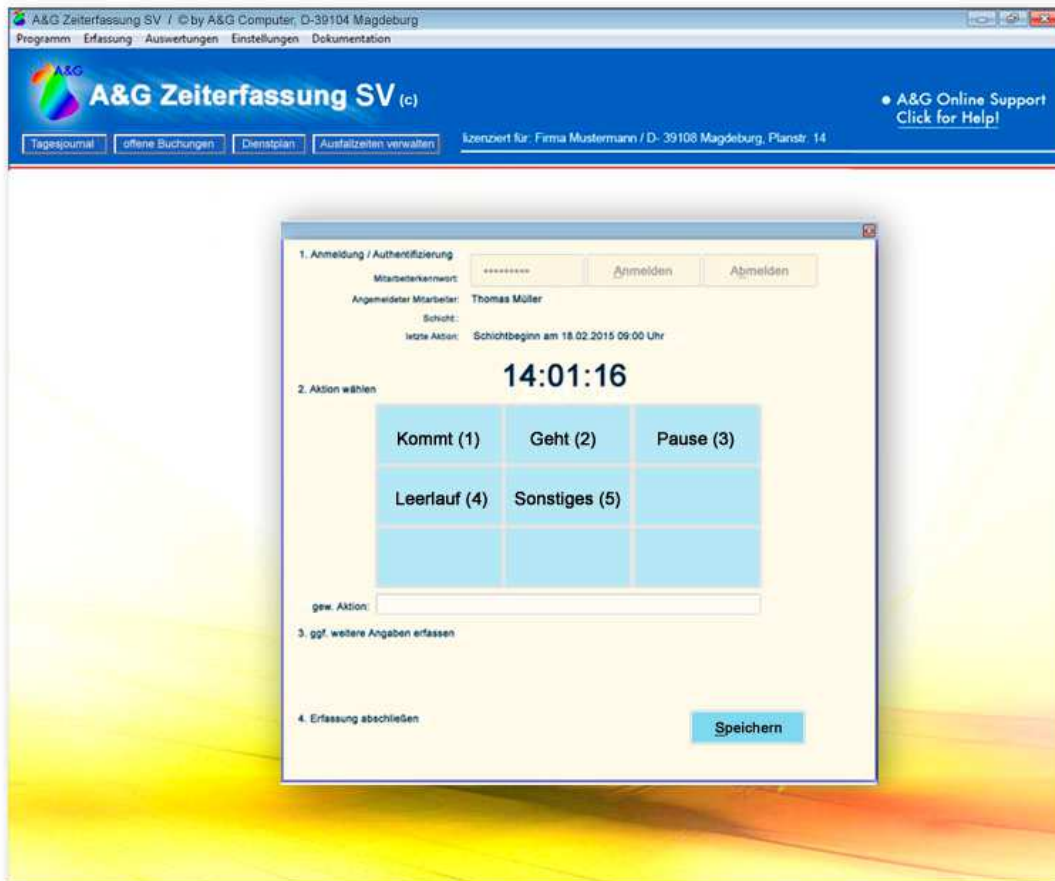 A&G Zeiterfassung SV / © by A&G Computer, D-39104 Magdeburg
Programm Erfassung Auswertungen Einstellungen Dokumentation
A&G
A&G Zeiterfassung SV (c)
• A&G Online Support
Click for Help!
Tagesjournal offene Buchungen Dienstplan Ausfallzeiten verwalten
lizenziert für: Firma Mustermann / D- 39108 Magdeburg, Planstr. 14
1. Anmeldung / Authentifizierung
Mitarbeiterkennwort: ••••••••• Anmelden Abmelden
Angemeldeter Mitarbeiter: Thomas Müller
Schicht:
letzte Aktion: Schichtbeginn am 18.02.2015 09:00 Uhr
14:01:16
2. Aktion wählen
Kommt (1) Geht (2) Pause (3)
Leerlauf (4) Sonstiges (5)
gew. Aktion:
3. ggf. weitere Angaben erfassen
4. Erfassung abschließen
Speichern